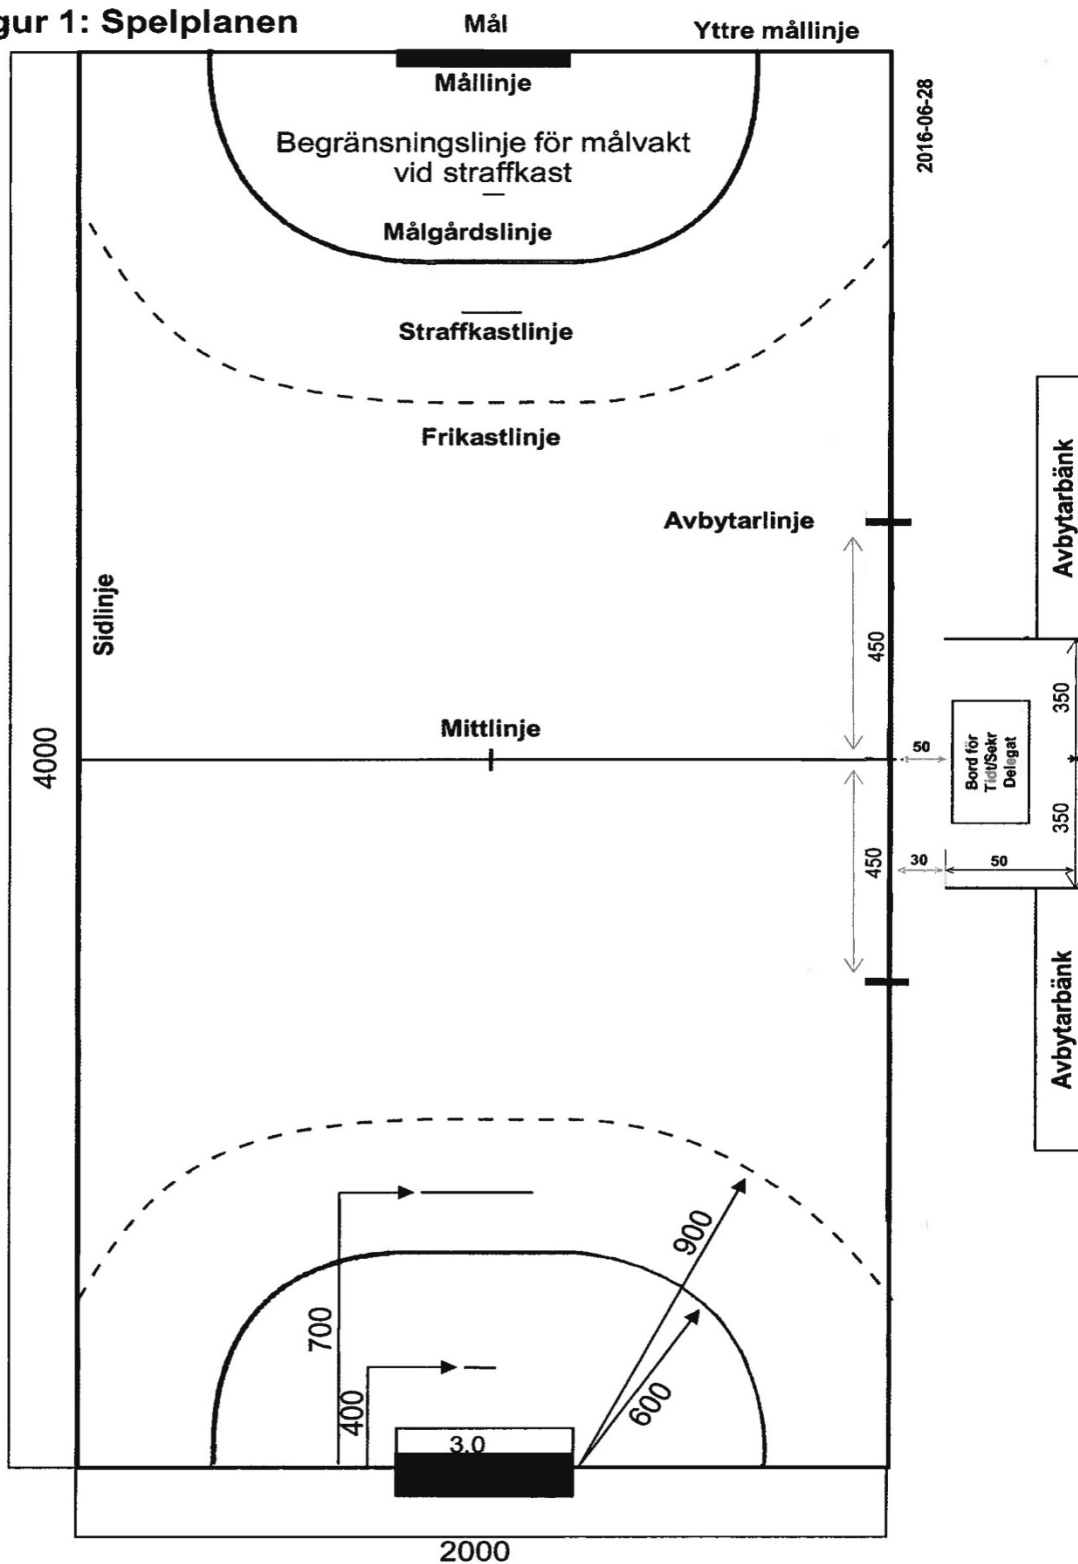 gur 1: Spelplanen
Mål
Yttre mållinje
Mållinje
2016-06-28
Begränsningslinje för målvakt
vid straffkast
Målgårdslinje
Straffkastlinje
Frikastlinje
Avbytarlinje
Avbytarbänk
Sidlinje
450
350
Mittlinje
4000
50
Bord för
Tidt/Sekr
Delegat
350
450
30
50
Avbytarbänk
900
700
600
400
3.0
2000